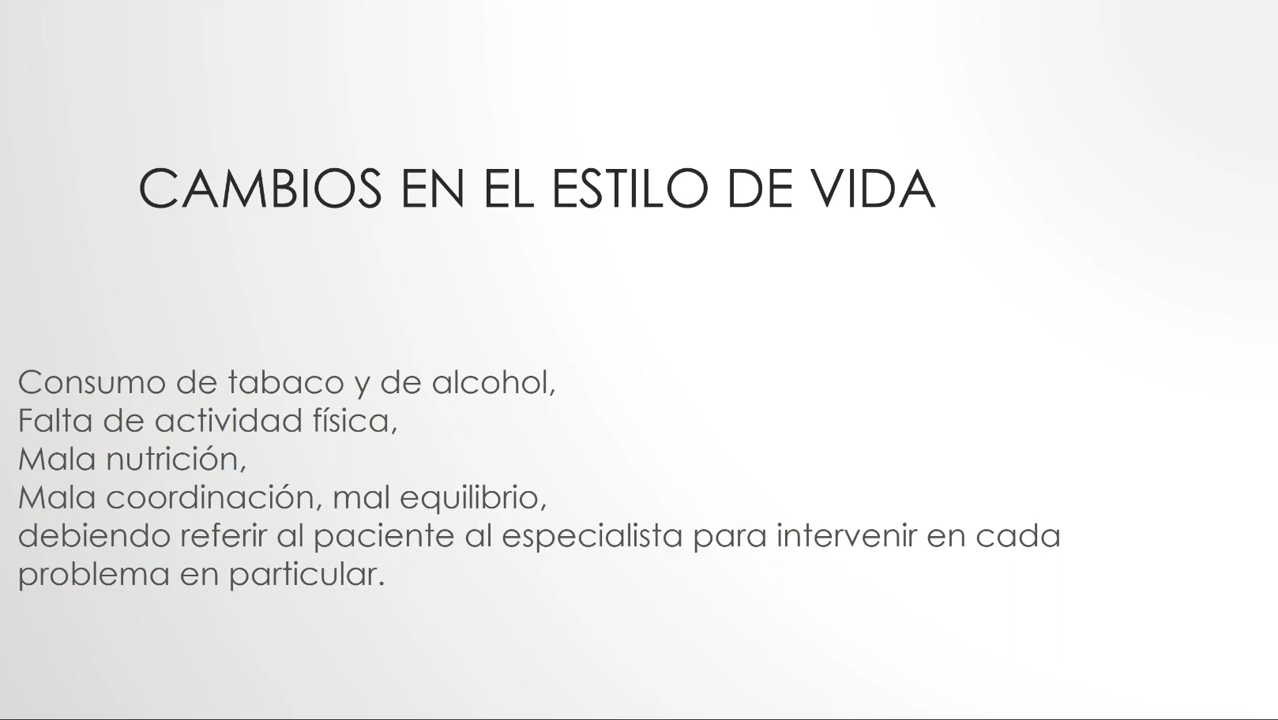 CAMBIOS EN EL ESTILO DE VIDA
Consumo de tabaco y de alcohol,
Falta de actividad física,
Mala nutrición,
Mala coordinación, mal equilibrio,
debiendo referir al paciente al especialista para intervenir en cada
problema en particular.